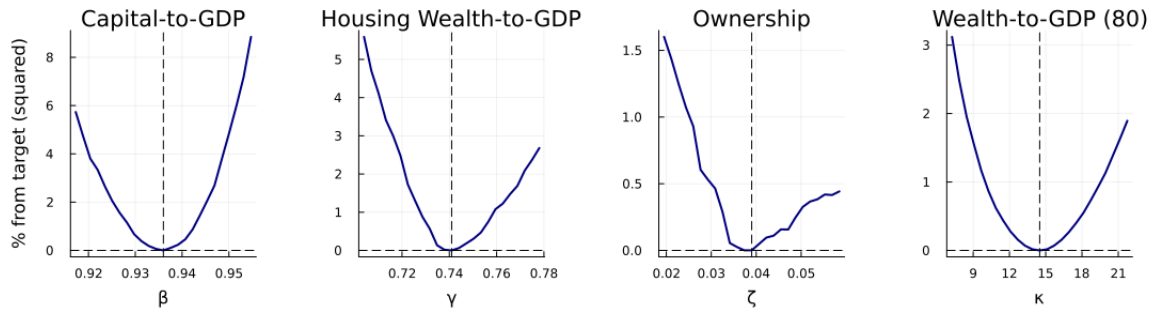 Capital-to-GDP
Housing Wealth-to-GDP
Ownership
Wealth-to-GDP (80)
% from target (squared)
8
6
4
2
0
0.92 0.93 0.94 0.95
β
5
4
3
2
1
0
0.72 0.74 0.76 0.78
γ
1.5
1.0
0.5
0.0
0.02 0.03 0.04 0.05
ζ
3
2
1
0
9 12 15 18 21
κ